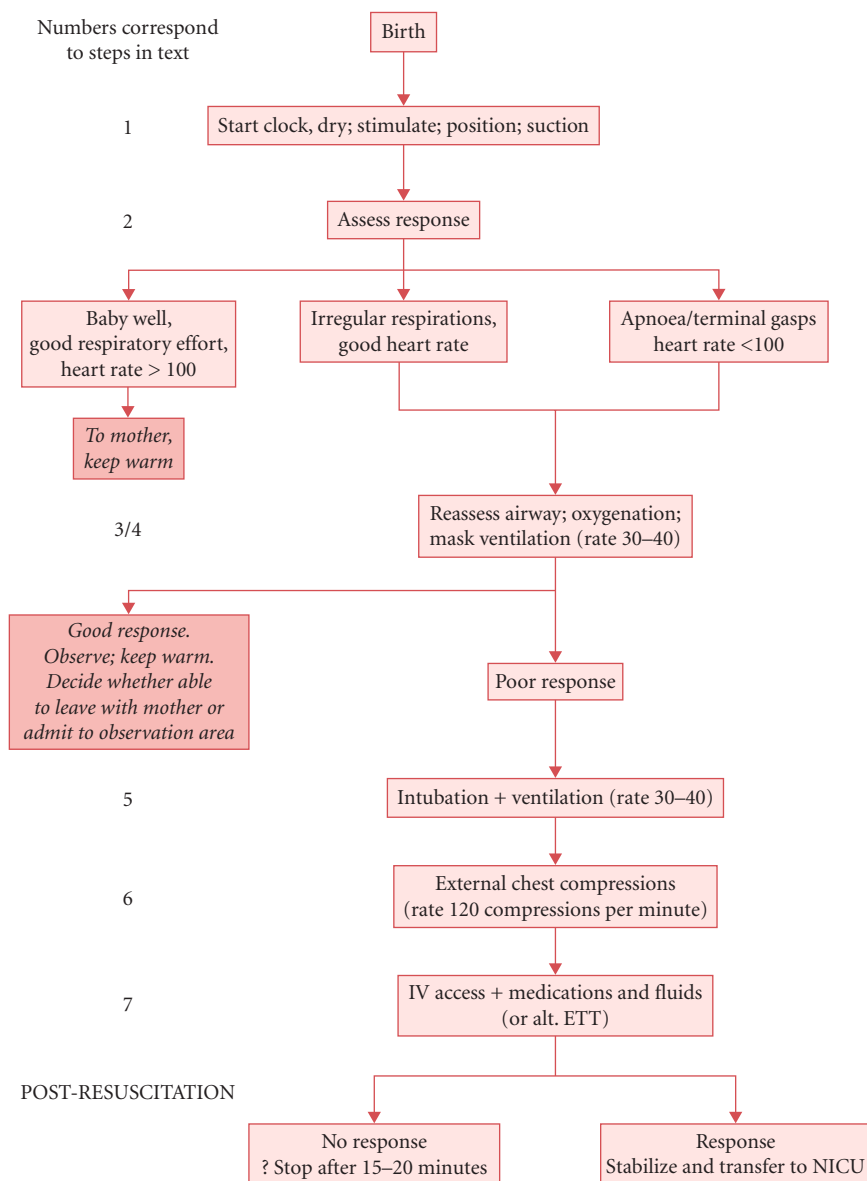 Numbers correspond
to steps in text
Birth
1
Start clock, dry; stimulate; position; suction
2
Assess response
Baby well,
good respiratory effort,
heart rate > 100
Irregular respirations,
good heart rate
Apnoea/terminal gasps
heart rate <100
To mother,
keep warm
3/4
Reassess airway; oxygenation;
mask ventilation (rate 30–40)
Good response.
Observe; keep warm.
Decide whether able
to leave with mother or
admit to observation area
Poor response
5
Intubation + ventilation (rate 30–40)
6
External chest compressions
(rate 120 compressions per minute)
7
IV access + medications and fluids
(or alt. ETT)
POST-RESUSCITATION
No response
? Stop after 15–20 minutes
Response
Stabilize and transfer to NICU